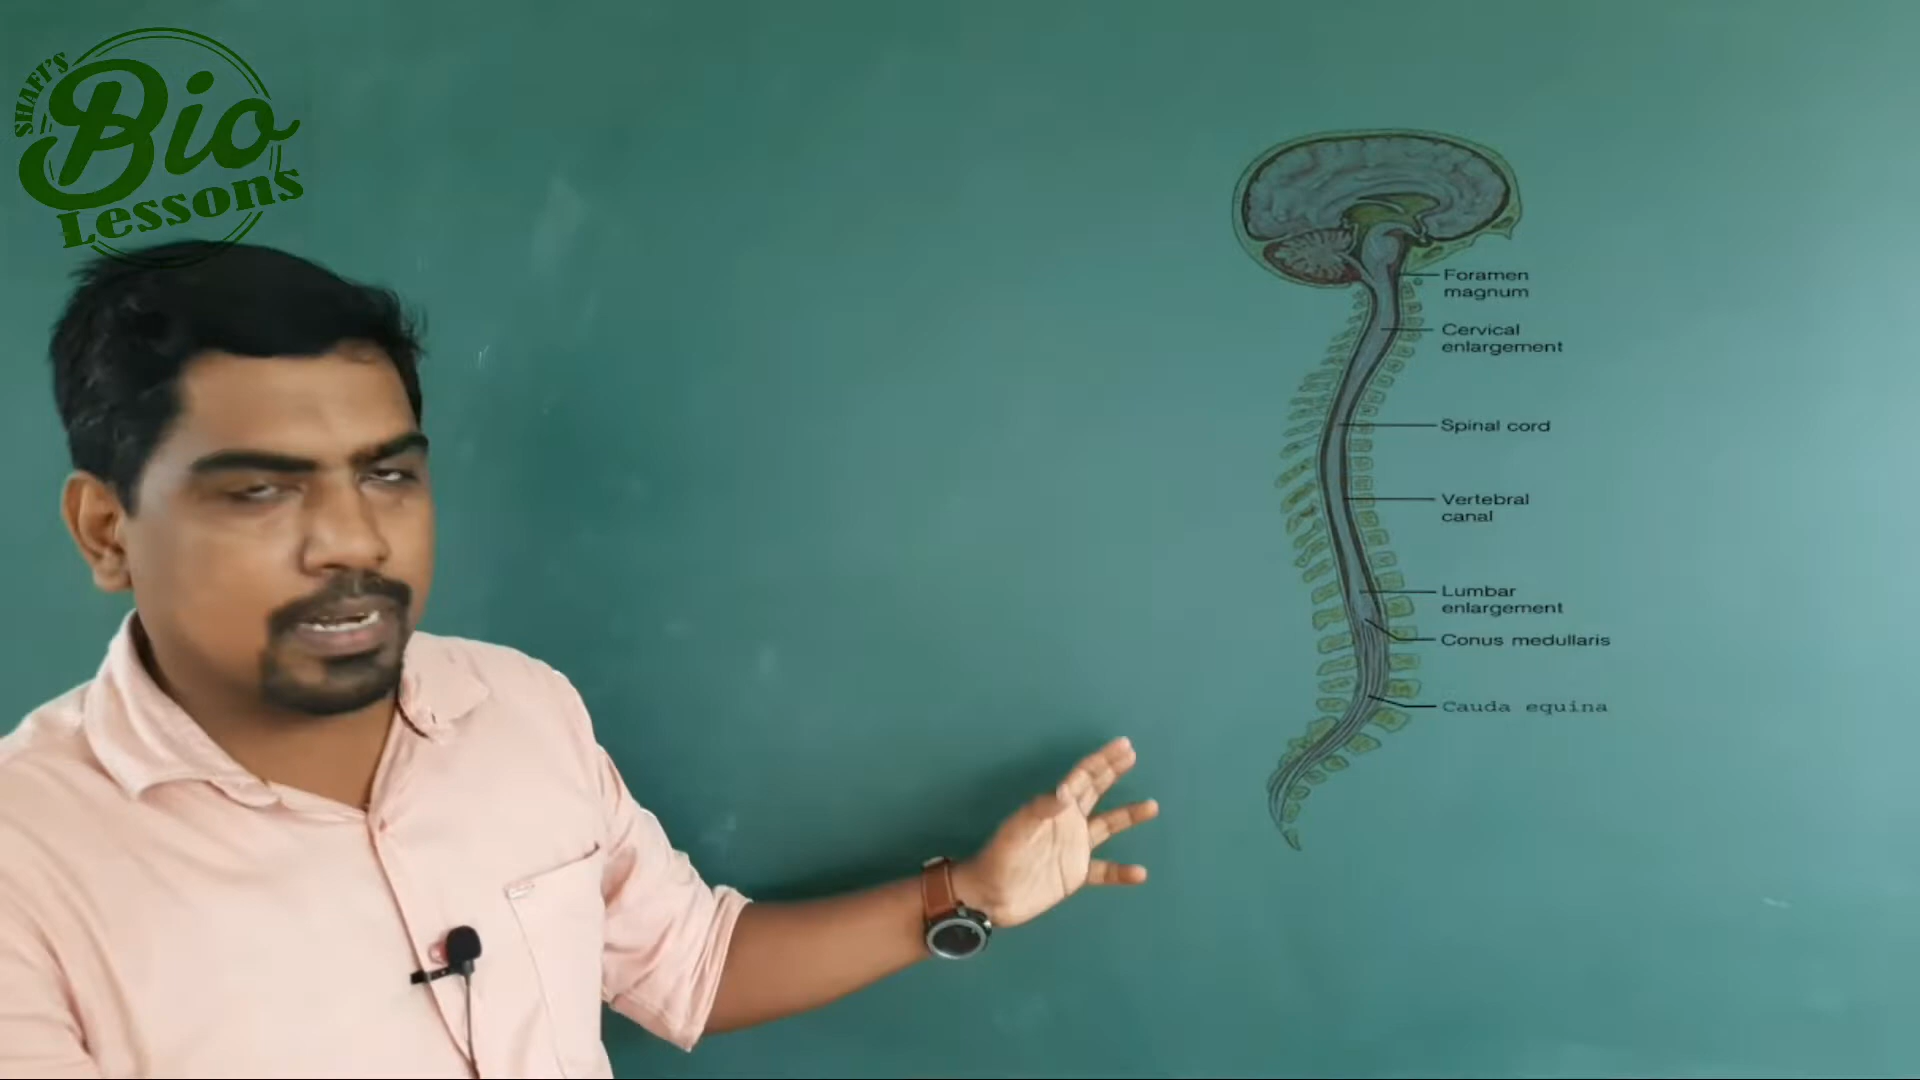 SHAFI'S
Bio
Lessons
Foramen
magnum
Cervical
enlargement
Spinal cord
Vertebral
canal
Lumbar
enlargement
Conus medullaris
Cauda equina